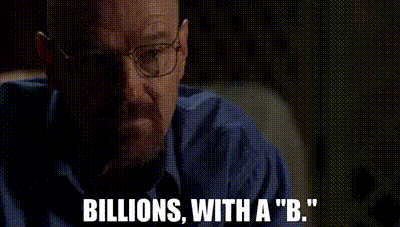 BILLIONS, WITH A "B."